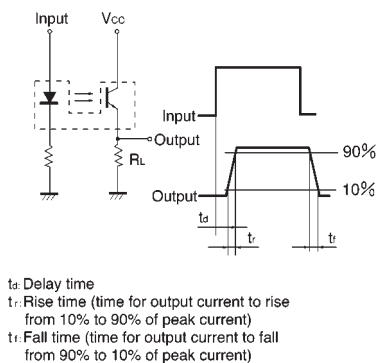 Input
Vcc
Output
RL
Input
Output
90%
10%
td
tr
tf
td: Delay time
tr: Rise time (time for output current to rise
from 10% to 90% of peak current)
tf: Fall time (time for output current to fall
from 90% to 10% of peak current)